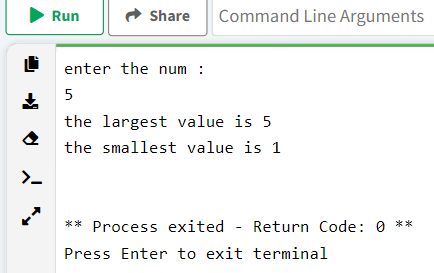 Run Share Command Line Arguments
enter the num :
5
the largest value is 5
the smallest value is 1
** Process exited - Return Code: 0 **
Press Enter to exit terminal